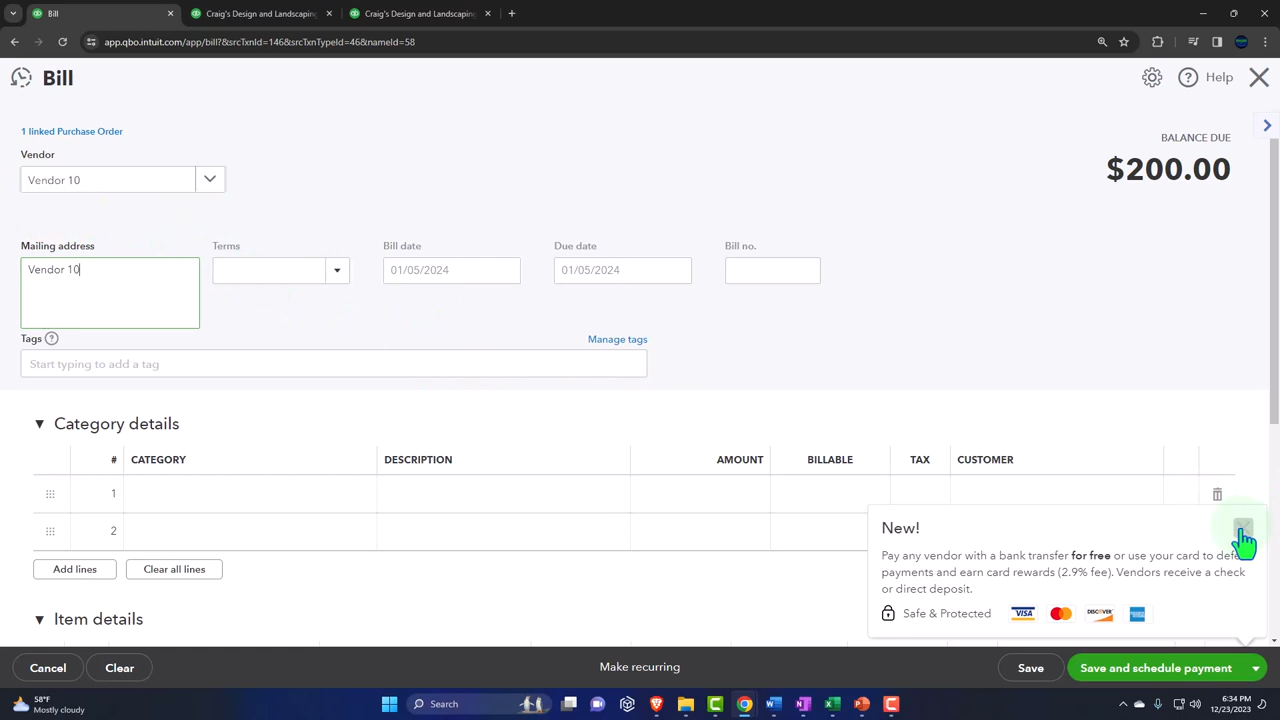 Bill
Craig's Design and Landscaping
Craig's Design and Landscaping
app.qbo.intuit.com/app/bill?&srcTxnId=146&srcTxnTypeId=46&nameId=58
Bill
Help
1 linked Purchase Order
BALANCE DUE
Vendor
$200.00
Vendor 10
Mailing address
Terms
Bill date
Due date
Bill no.
Vendor 10
01/05/2024
01/05/2024
Tags
Manage tags
Start typing to add a tag
Category details
# CATEGORY DESCRIPTION AMOUNT BILLABLE TAX CUSTOMER
1
2
New!
Pay any vendor with a bank transfer for free or use your card to defe
payments and earn card rewards (2.9% fee). Vendors receive a check
or direct deposit.
Safe & Protected
VISA
DISCOVER
Add lines
Clear all lines
Item details
Cancel
Clear
Make recurring
Save
Save and schedule payment
58°F
Mostly cloudy
Search
6:34 PM
12/23/2023